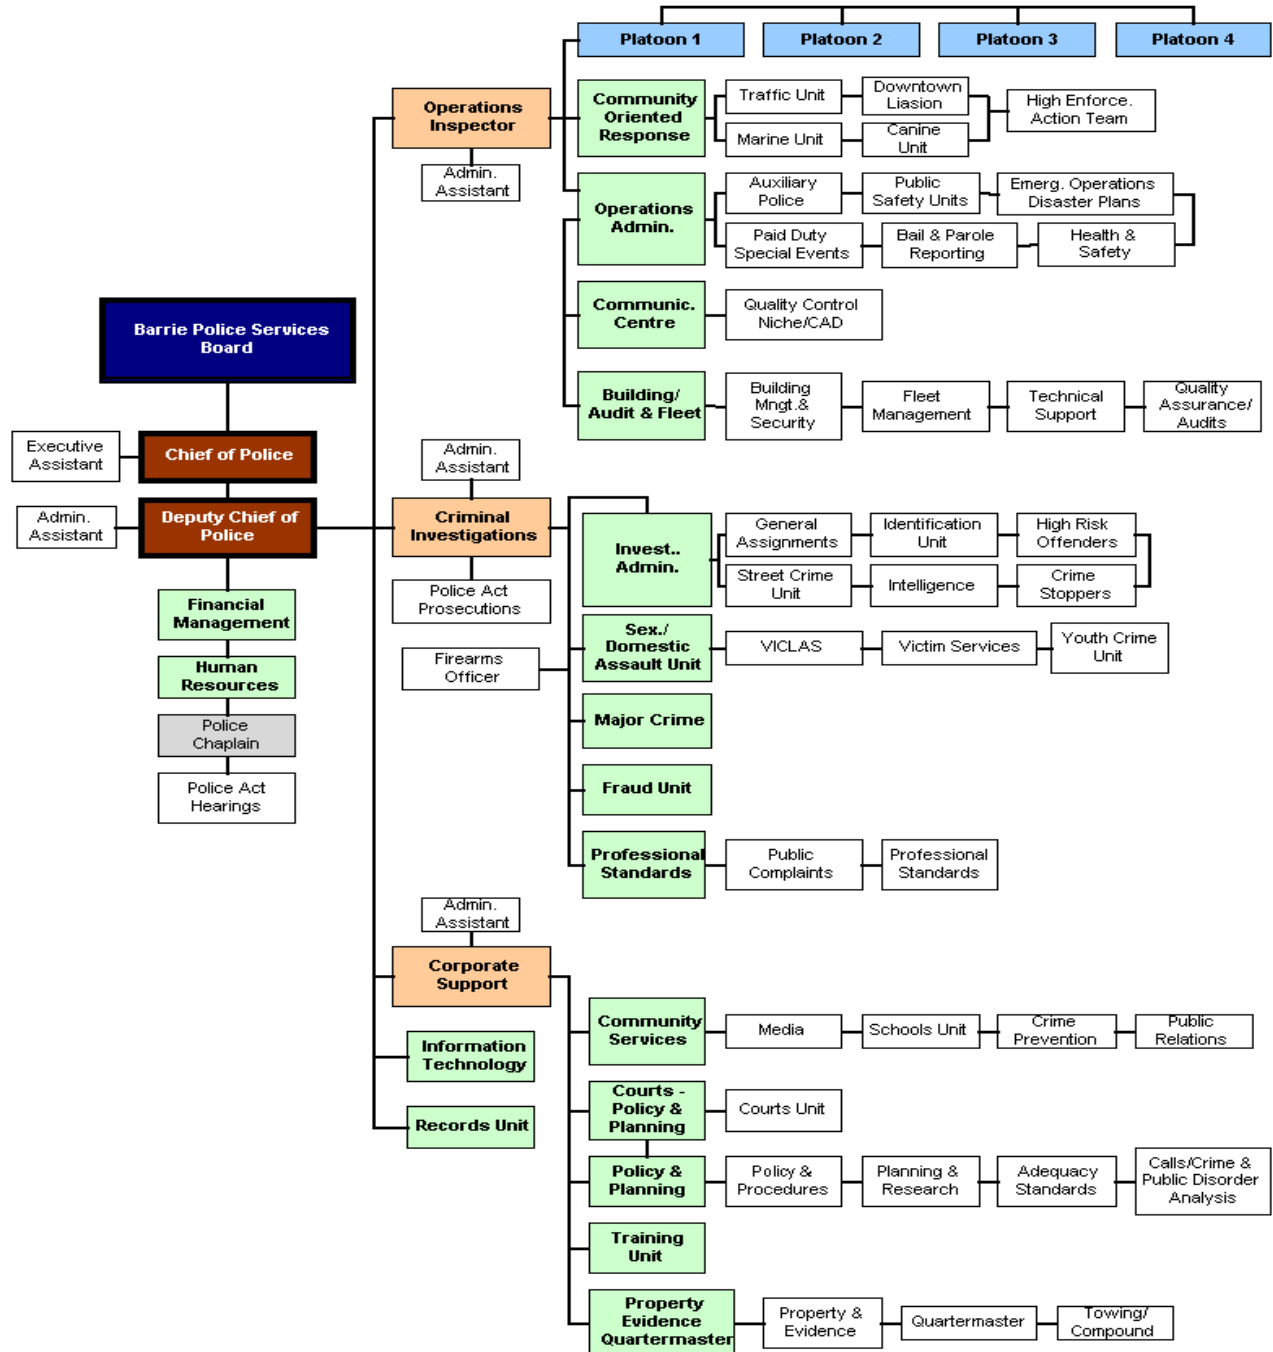 Platoon 1
Platoon 2
Platoon 3
Platoon 4
Operations
Inspector
Admin.
Assistant
Community
Oriented
Response
Traffic Unit
Downtown
Liasion
Marine Unit
Canine
Unit
High Enforce.
Action Team
Operations
Admin.
Auxiliary
Police
Public
Safety Units
Emerg. Operations
Disaster Plans
Paid Duty
Special Events
Bail & Parole
Reporting
Health &
Safety
Communic.
Centre
Quality Control
Niche/CAD
Building/
Audit & Fleet
Building
Mngt.&
Security
Fleet
Management
Technical
Support
Quality
Assurance/
Audits
Barrie Police Services
Board
Executive
Assistant
Chief of Police
Admin.
Assistant
Deputy Chief of
Police
Financial
Management
Human
Resources
Police
Chaplain
Police Act
Hearings
Admin.
Assistant
Criminal
Investigations
Police Act
Prosecutions
Firearms
Officer
Invest..
Admin.
General
Assignments
Identification
Unit
High Risk
Offenders
Street Crime
Unit
Intelligence
Crime
Stoppers
Sex./
Domestic
Assault Unit
VICLAS
Victim Services
Youth Crime
Unit
Major Crime
Fraud Unit
Professional
Standards
Public
Complaints
Professional
Standards
Admin.
Assistant
Corporate
Support
Information
Technology
Records Unit
Community
Services
Media
Schools Unit
Crime
Prevention
Public
Relations
Courts -
Policy &
Planning
Courts Unit
Policy &
Planning
Policy &
Procedures
Planning &
Research
Adequacy
Standards
Calls/Crime &
Public Disorder
Analysis
Training
Unit
Property
Evidence
Quartermaster
Property &
Evidence
Quartermaster
Towing/
Compound